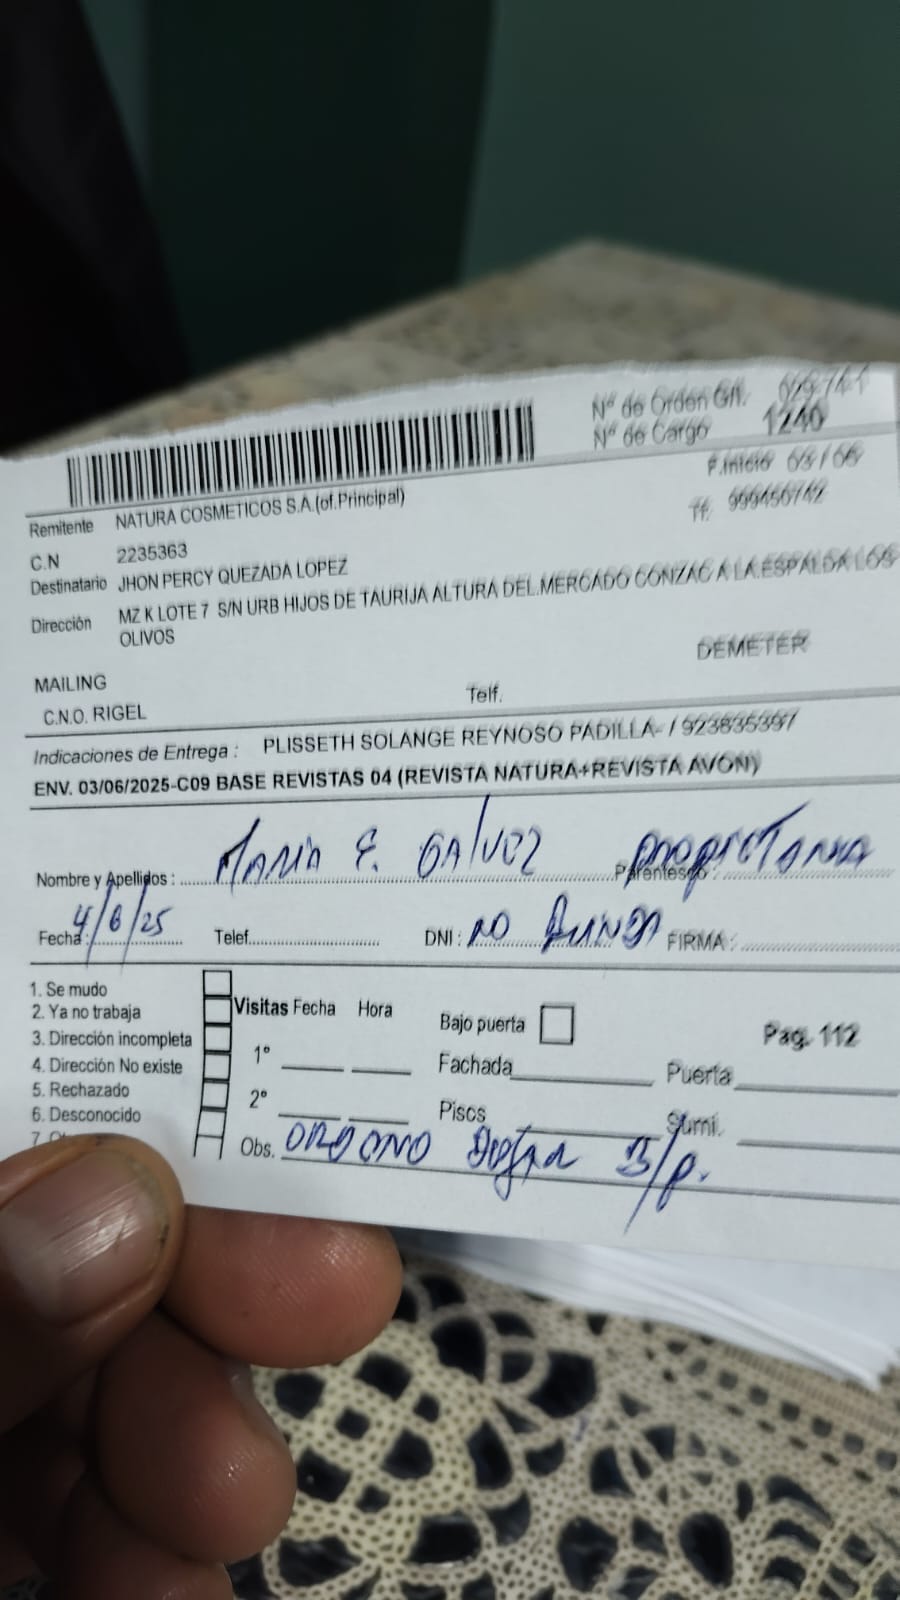 Nº de Orden Gn.
Nº de Cargo 1240
F.Inicio 03/06
Remitente NATURA COSMETICOS S.A.(of.Principal)
Tf. 999456742
C.N 2235363
Destinatario JHON PERCY QUEZADA LOPEZ
Dirección MZ K LOTE 7 S/N URB HIJOS DE TAURIJA ALTURA DEL.MERCADO CONZAC A LA.ESPALDA LOS
OLIVOS
DEMETER
MAILING
C.N.O. RIGEL Telf.
Indicaciones de Entrega : PLISSETH SOLANGE REYNOSO PADILLA- / 923835397
ENV. 03/06/2025-C09 BASE REVISTAS 04 (REVISTA NATURA+REVISTA AVON)
Nombre y Apellidos : MARIA F. GALVEZ Parentesco :
Fecha : 4/6/25 Telef. DNI : NO FIRMA :
1. Se mudo
2. Ya no trabaja
3. Dirección incompleta
4. Dirección No existe
5. Rechazado
6. Desconocido
Visitas Fecha Hora
1º
2º
Bajo puerta
Fachada
Pisos
Pag. 112
Puerta
Sumi.
Obs. B/p.